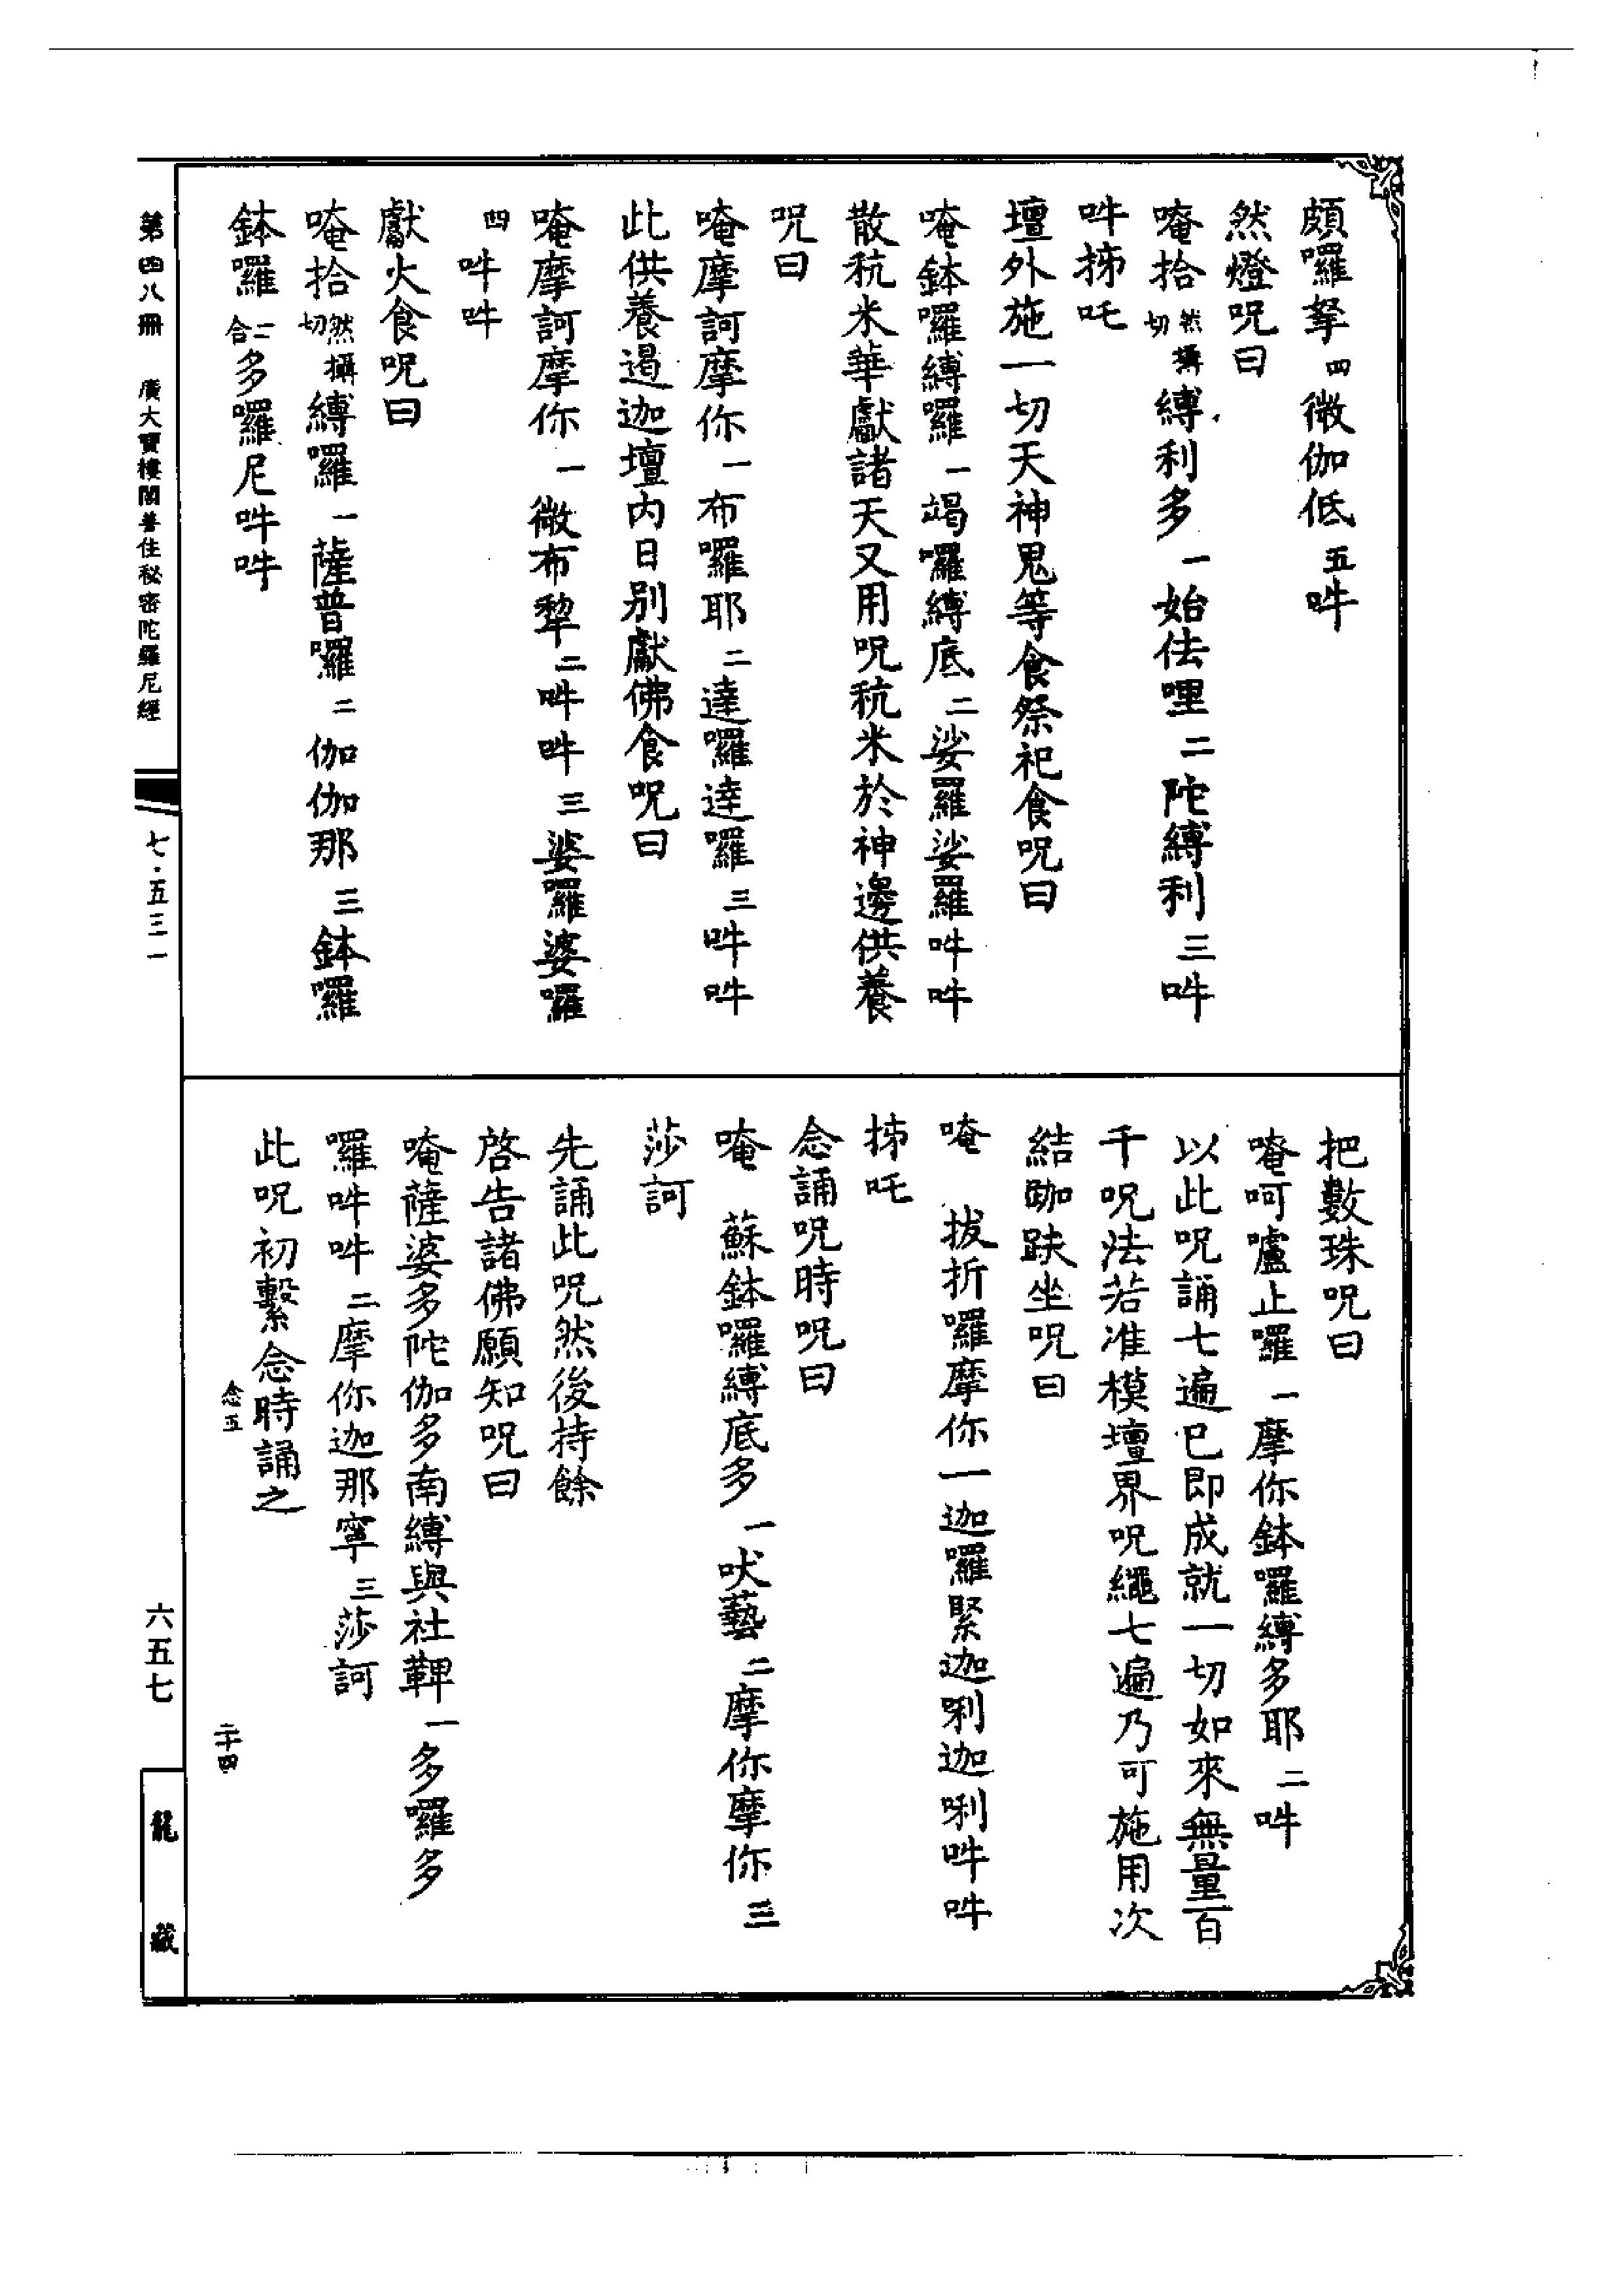 頗囉拏四微伽低五吽
然燈呪曰
唵拾然攝切縛利多一始佉哩二陀縛利三吽
吽抪吒
壇外施一切天神鬼等食祭祀食呪曰
唵鉢囉縛囉一竭囉縛底二娑羅娑羅吽吽
散秔米華獻諸天又用呪秔米於神邊供養
呪曰
唵摩訶摩你一布囉耶二達囉達囉三吽吽
此供養遏迦壇内日别獻佛食呪曰
唵摩訶摩你一微布犂二吽吽三婆羅婆囉
四吽吽
獻火食呪曰
唵拾然攝切縛囉一薩普囉二伽伽那三鉢囉
鉢囉二合多囉尼吽吽
把數珠呪曰
唵呵嚧止囉一摩你鉢囉縛多耶二吽
以此呪誦七遍已即成就一切如來無量百
千呪法若准模壇界呪繩七遍乃可施用次
結跏趺坐呪曰
唵 拔折囉摩你一迦囉緊迦唎迦唎吽吽
抪吒
念誦呪時呪曰
唵 蘇鉢囉縛底多一吠藝二摩你摩你三
莎訶
先誦此呪然後持餘
啓告諸佛願知呪曰
唵薩婆多陀伽多南縛與社鞞一多囉多
囉吽吽二摩你迦那寧三莎訶
此呪初繫念時誦之
念五
二十四
第四八冊 廣大寶樓閣善住秘密陀羅尼經
七·五三一
六五七
龍藏